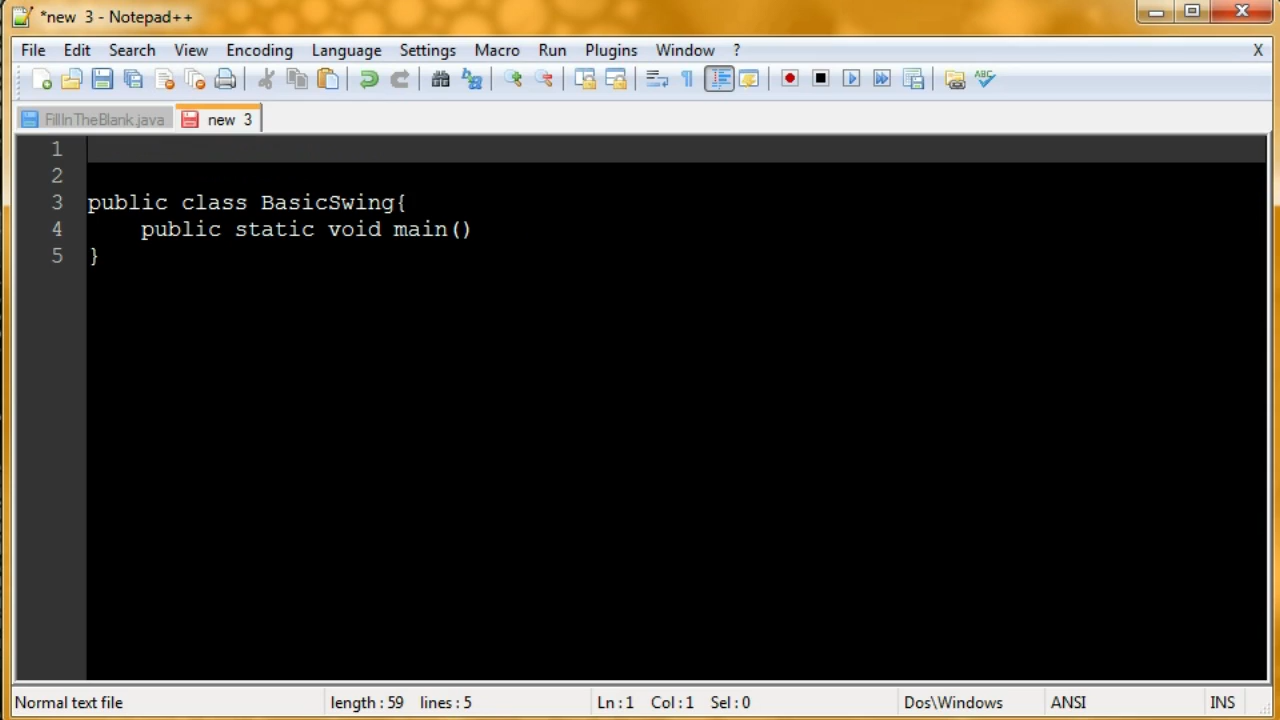 *new 3 - Notepad++
File Edit Search View Encoding Language Settings Macro Run Plugins Window ? X
FillInTheBlank.java new 3
1
2
3 public class BasicSwing{
4 public static void main()
5 }
Normal text file length : 59 lines : 5 Ln : 1 Col : 1 Sel : 0 Dos\Windows ANSI INS